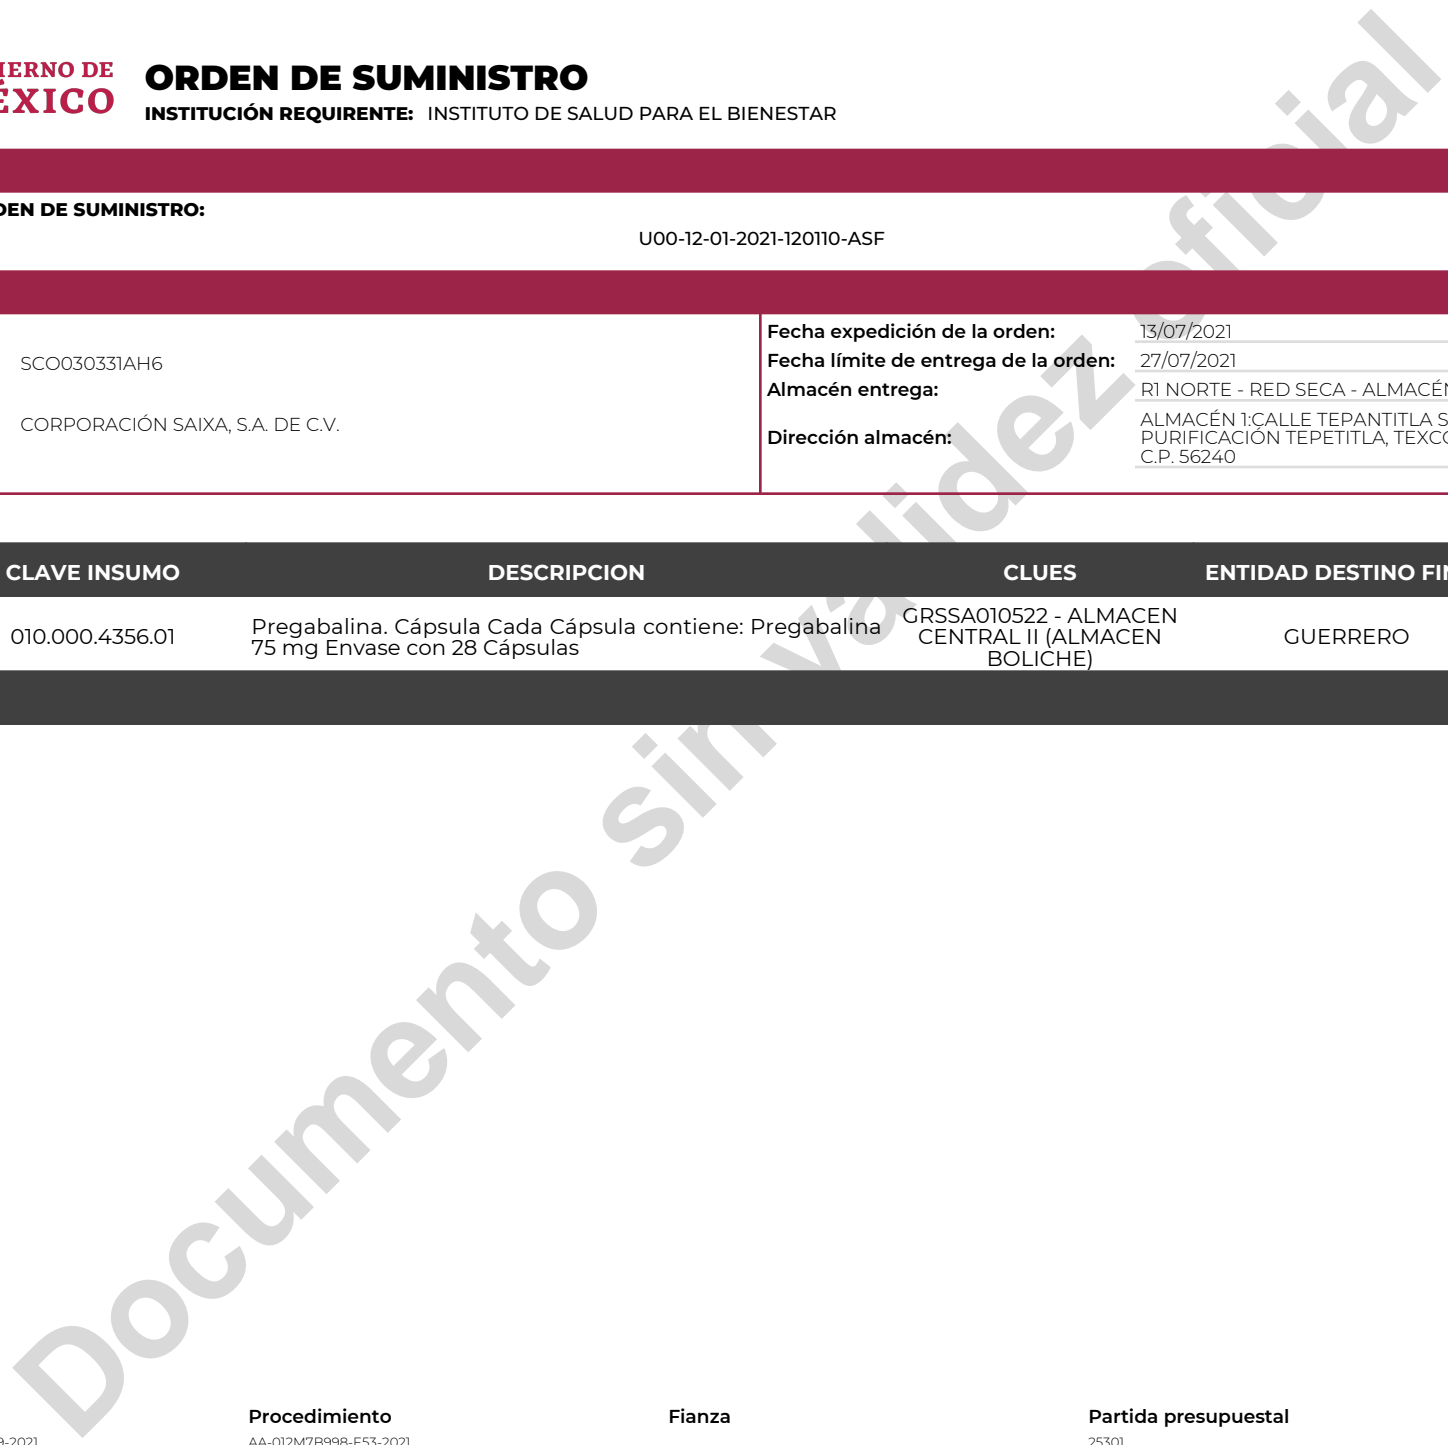 IERNO DE
ÉXICO
ORDEN DE SUMINISTRO
INSTITUCIÓN REQUIRENTE: INSTITUTO DE SALUD PARA EL BIENESTAR
DEN DE SUMINISTRO:
U00-12-01-2021-120110-ASF
SCO030331AH6
CORPORACIÓN SAIXA, S.A. DE C.V.
Fecha expedición de la orden: 13/07/2021
Fecha límite de entrega de la orden: 27/07/2021
Almacén entrega: R1 NORTE - RED SECA - ALMACÉN
Dirección almacén: ALMACÉN 1:CALLE TEPANTITLA S
PURIFICACIÓN TEPETITLA, TEXCO
C.P. 56240
CLAVE INSUMO DESCRIPCION CLUES ENTIDAD DESTINO FIN
010.000.4356.01
Pregabalina. Cápsula Cada Cápsula contiene: Pregabalina
75 mg Envase con 28 Cápsulas
GRSSA010522 - ALMACEN
CENTRAL II (ALMACEN
BOLICHE)
GUERRERO
Documento sin validez oficial
Procedimiento Fianza Partida presupuestal
9-2021 AA-012M7B998-E53-2021 25301